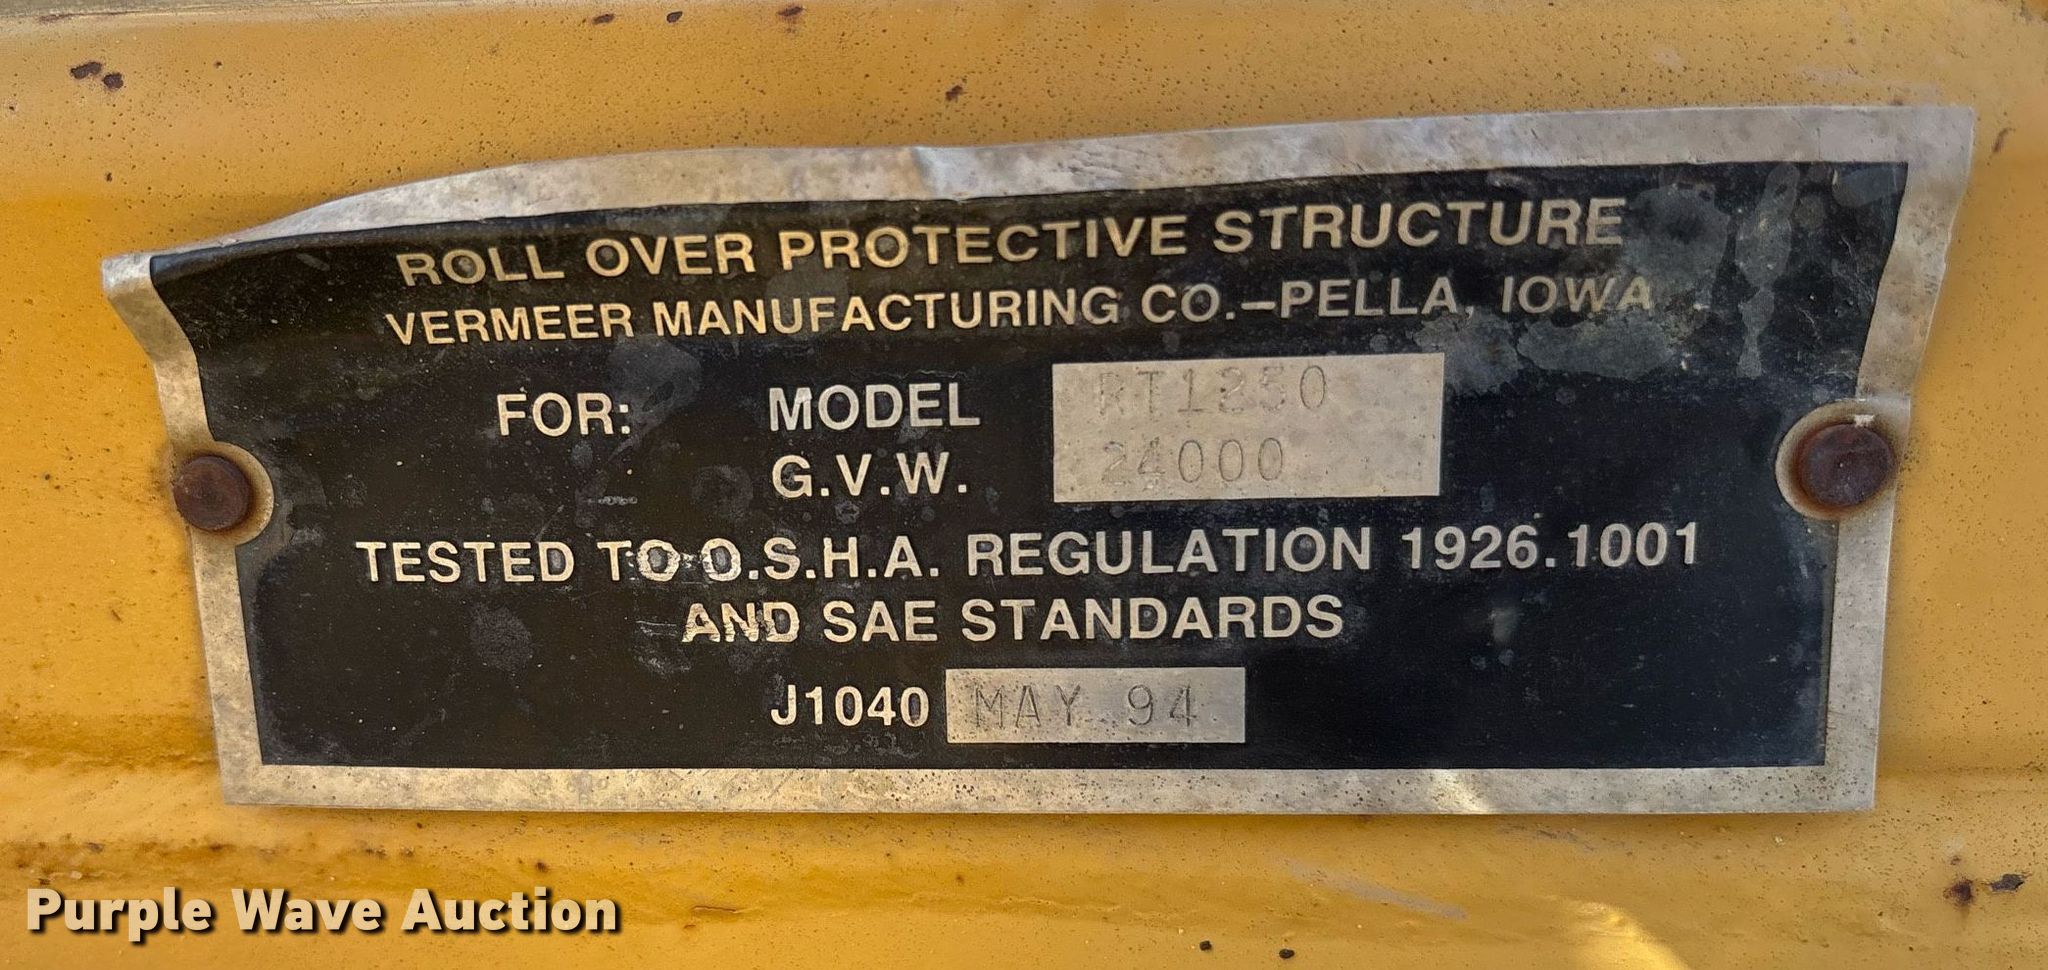 ROLL OVER PROTECTIVE STRUCTURE
VERMEER MANUFACTURING CO.-PELLA, IOWA
FOR: MODEL RT1250
G.V.W. 24000
TESTED TO O.S.H.A. REGULATION 1926.1001
AND SAE STANDARDS
J1040 MAY 94
Purple Wave Auction